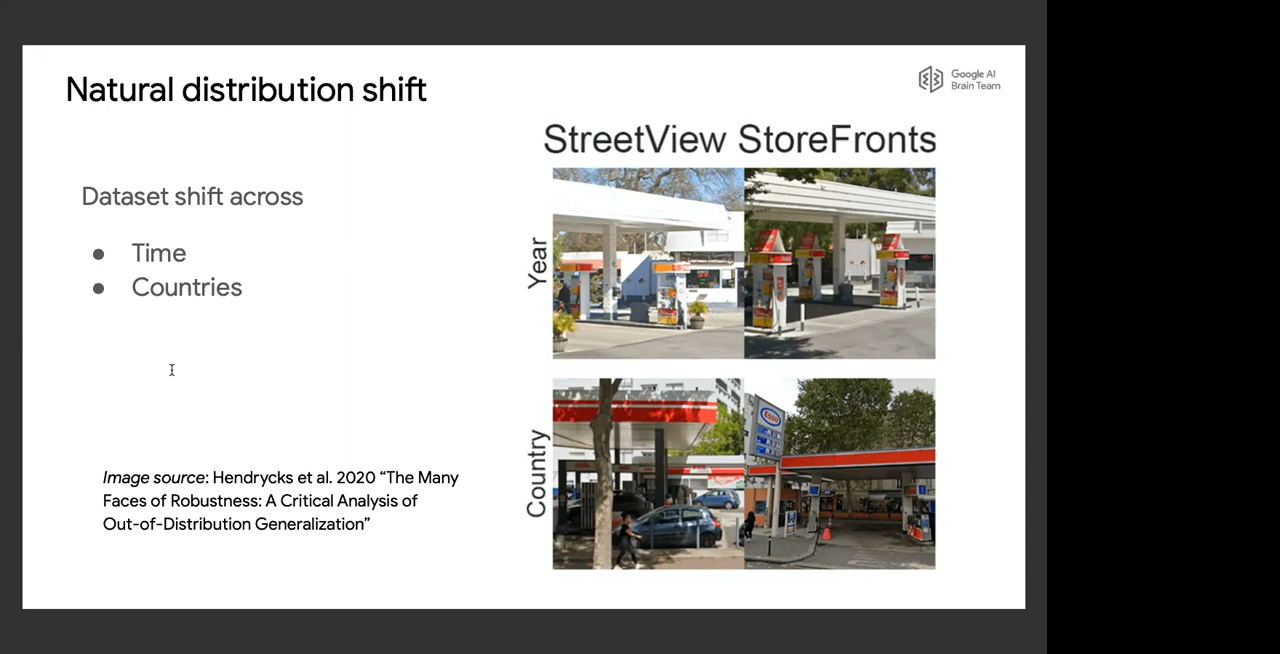 Natural distribution shift
Google AI
Brain Team
Dataset shift across
● Time
● Countries
Image source: Hendrycks et al. 2020 “The Many
Faces of Robustness: A Critical Analysis of
Out-of-Distribution Generalization”
StreetView StoreFronts
Year
Country
Esso